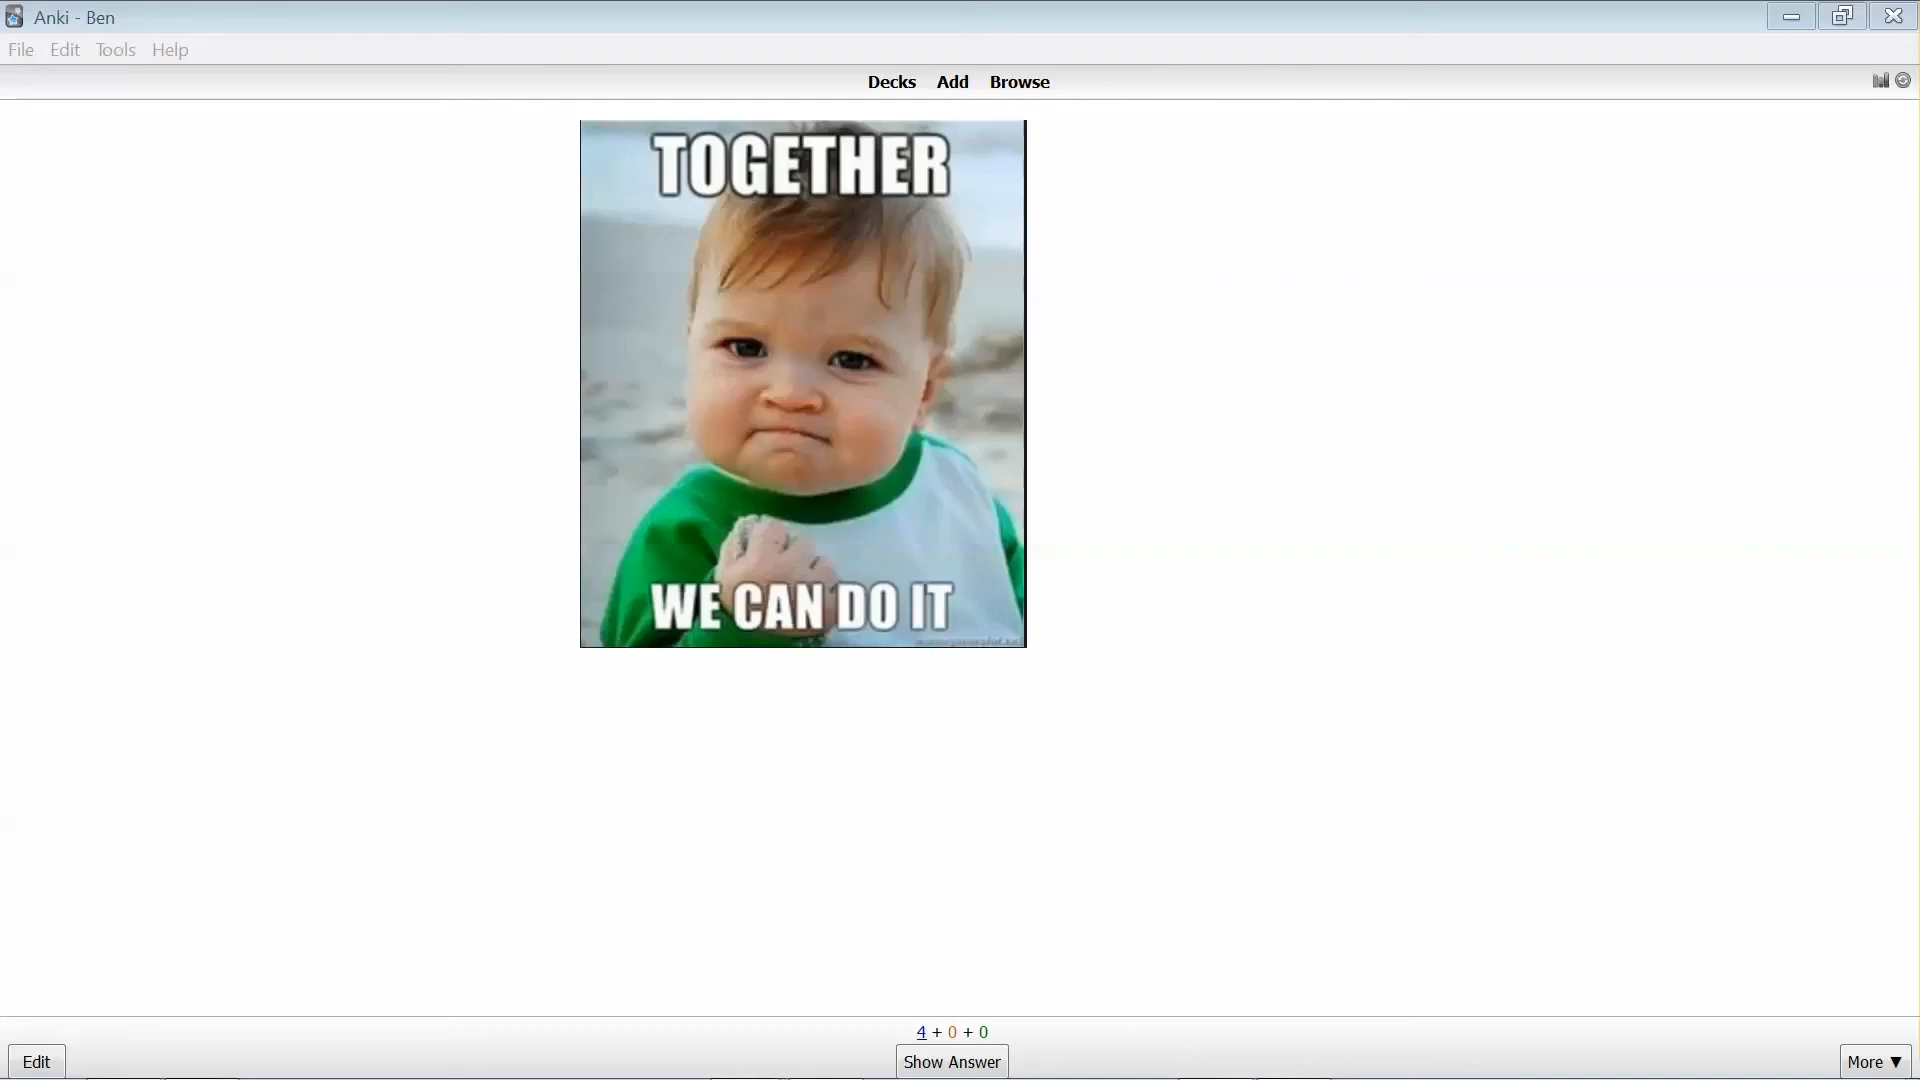 Anki - Ben
File Edit Tools Help
Decks Add Browse
TOGETHER
WE CAN DO IT
4 + 0 + 0
Edit
Show Answer
More ▼